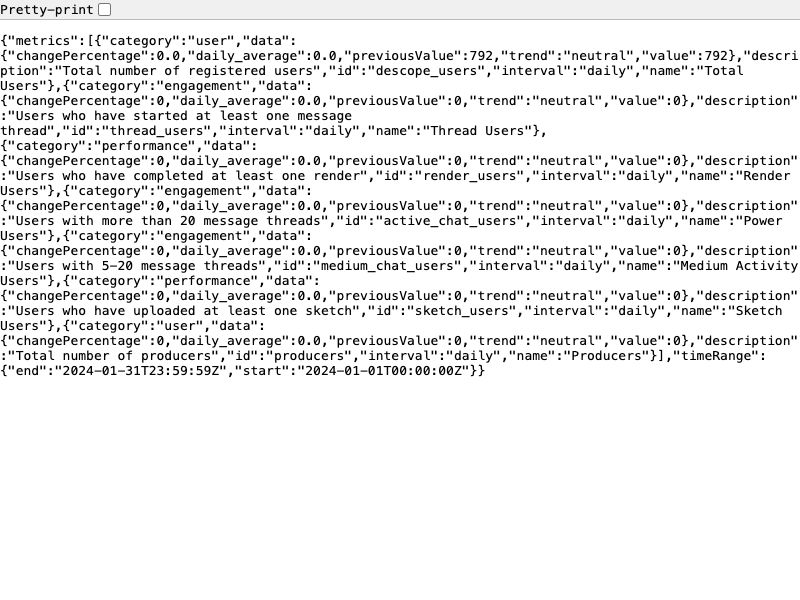 Pretty-print
{"metrics":[{"category":"user","data":
{"changePercentage":0.0,"daily_average":0.0,"previousValue":792,"trend":"neutral","value":792},"descri
ption":"Total number of registered users","id":"descope_users","interval":"daily","name":"Total
Users"},{"category":"engagement","data":
{"changePercentage":0,"daily_average":0.0,"previousValue":0,"trend":"neutral","value":0},"description"
:"Users who have started at least one message
thread","id":"thread_users","interval":"daily","name":"Thread Users"},
{"category":"performance","data":
{"changePercentage":0,"daily_average":0.0,"previousValue":0,"trend":"neutral","value":0},"description"
:"Users who have completed at least one render","id":"render_users","interval":"daily","name":"Render
Users"},{"category":"engagement","data":
{"changePercentage":0,"daily_average":0.0,"previousValue":0,"trend":"neutral","value":0},"description"
:"Users with more than 20 message threads","id":"active_chat_users","interval":"daily","name":"Power
Users"},{"category":"engagement","data":
{"changePercentage":0,"daily_average":0.0,"previousValue":0,"trend":"neutral","value":0},"description"
:"Users with 5-20 message threads","id":"medium_chat_users","interval":"daily","name":"Medium Activity
Users"},{"category":"performance","data":
{"changePercentage":0,"daily_average":0.0,"previousValue":0,"trend":"neutral","value":0},"description"
:"Users who have uploaded at least one sketch","id":"sketch_users","interval":"daily","name":"Sketch
Users"},{"category":"user","data":
{"changePercentage":0,"daily_average":0.0,"previousValue":0,"trend":"neutral","value":0},"description"
:"Total number of producers","id":"producers","interval":"daily","name":"Producers"}],"timeRange":
{"end":"2024-01-31T23:59:59Z","start":"2024-01-01T00:00:00Z"}}